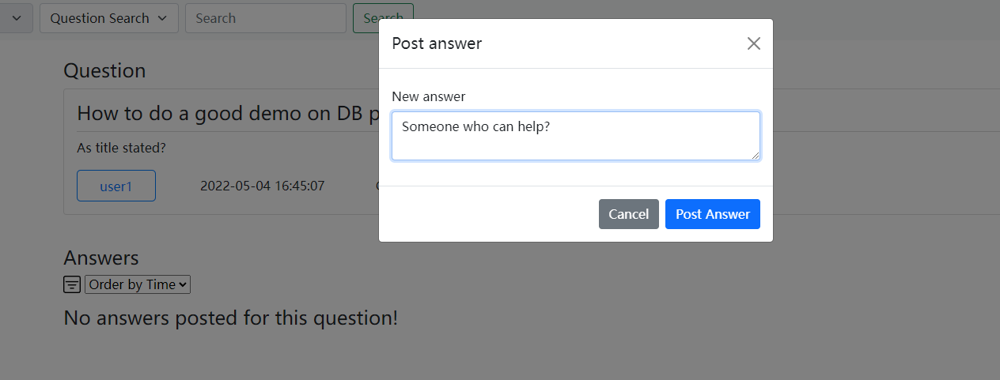 Question Search
Search
Search
Post answer
Question
New answer
How to do a good demo on DB p
Someone who can help?
As title stated?
user1
2022-05-04 16:45:07
Cancel
Post Answer
Answers
Order by Time
No answers posted for this question!